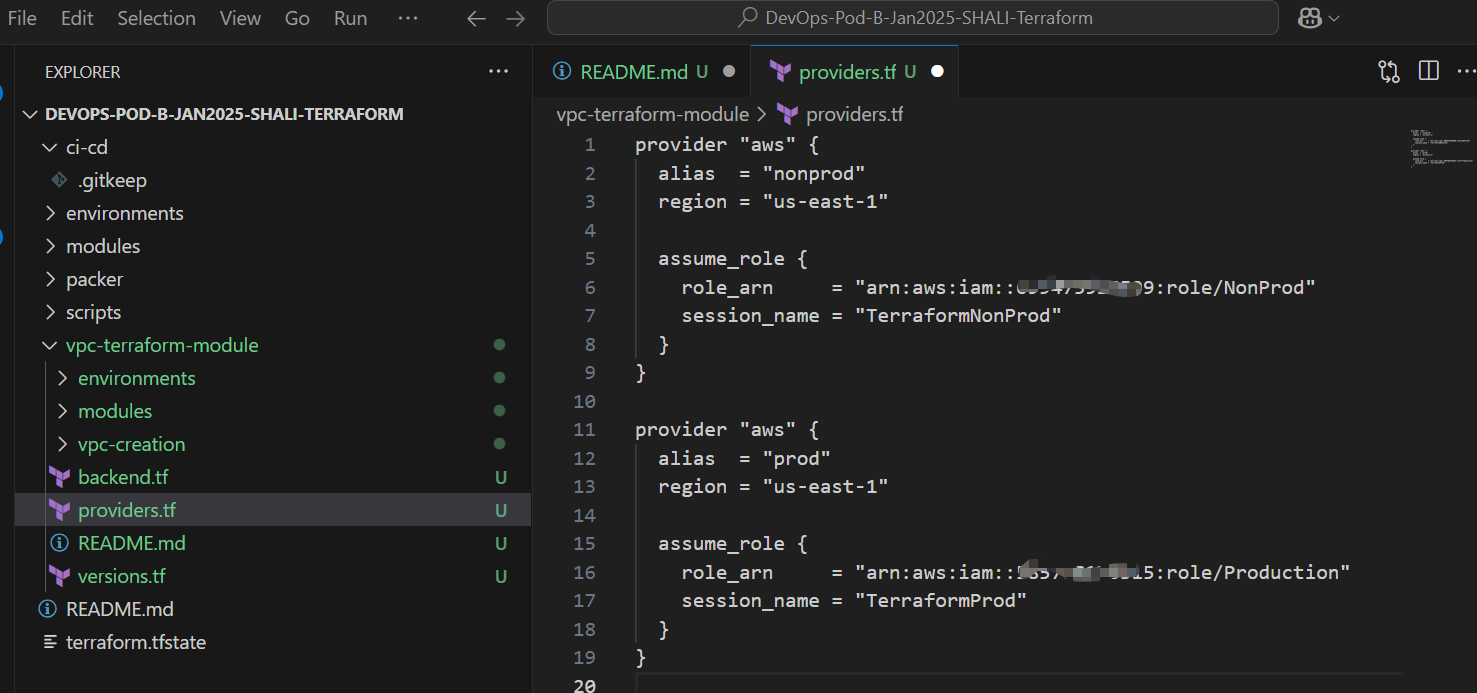 File Edit Selection View Go Run ··· DevOps-Pod-B-Jan2025-SHALI-Terraform
EXPLORER ···
DEVOPS-POD-B-JAN2025-SHALI-TERRAFORM
ci-cd
.gitkeep
environments
modules
packer
scripts
vpc-terraform-module
environments
modules
vpc-creation
backend.tf U
providers.tf U
README.md U
versions.tf U
README.md
terraform.tfstate
README.md U providers.tf U
vpc-terraform-module > providers.tf
1 provider "aws" {
2 alias = "nonprod"
3 region = "us-east-1"
4
5 assume_role {
6 role_arn = "arn:aws:iam:: :role/NonProd"
7 session_name = "TerraformNonProd"
8 }
9 }
10
11 provider "aws" {
12 alias = "prod"
13 region = "us-east-1"
14
15 assume_role {
16 role_arn = "arn:aws:iam:: :role/Production"
17 session_name = "TerraformProd"
18 }
19 }
20